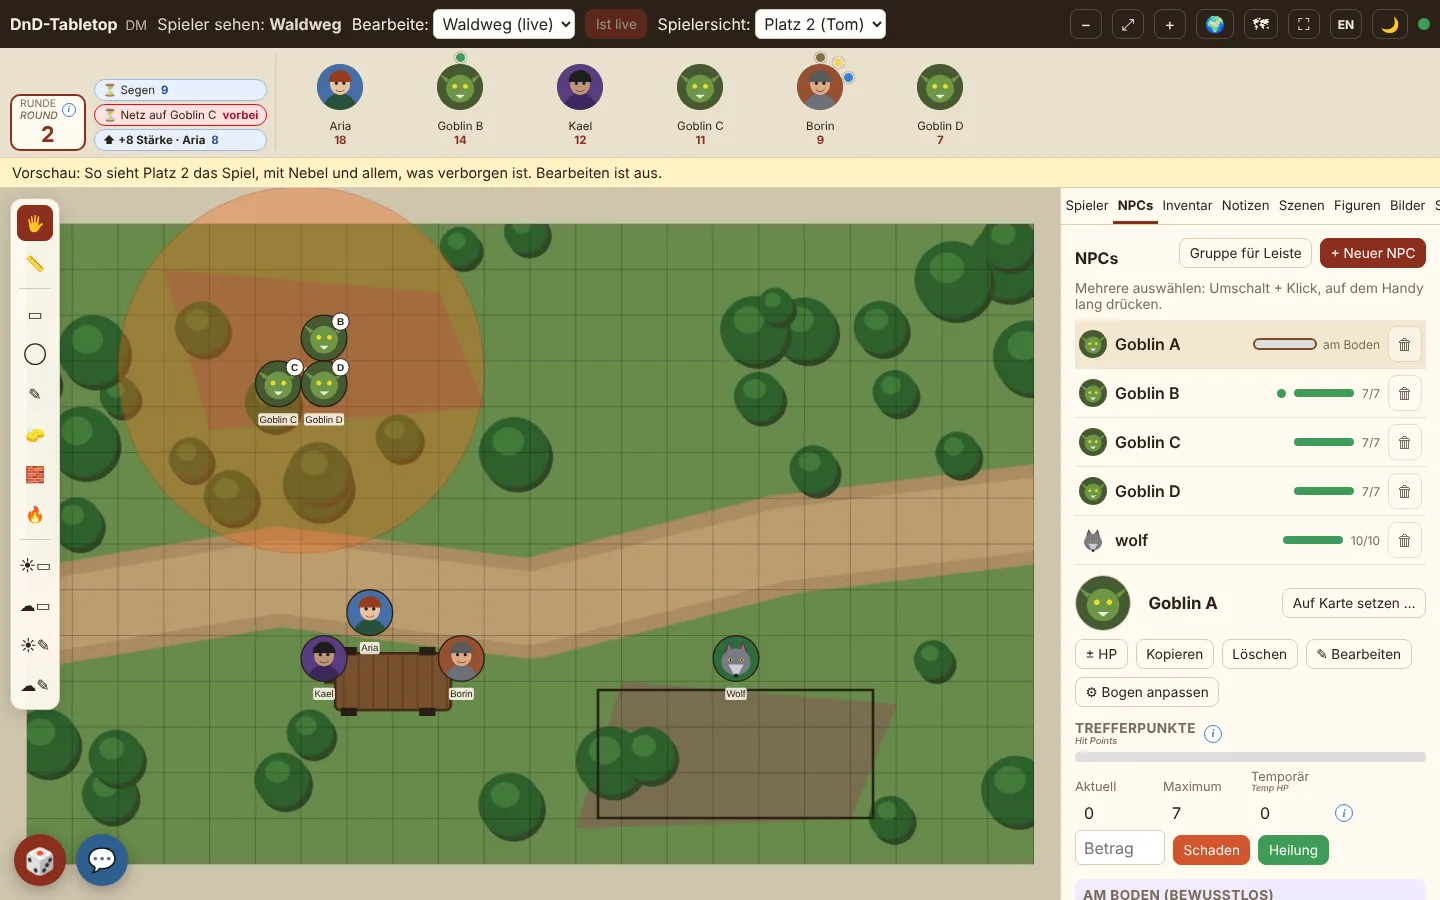 DnD-Tabletop DM Spieler sehen: Waldweg Bearbeite: Waldweg (live) Ist live Spielersicht: Platz 2 (Tom) EN
RUNDE
ROUND
2
Segen 9
Netz auf Goblin C vorbei
+8 Stärke · Aria 8
Aria
18
Goblin B
14
Kael
12
Goblin C
11
Borin
9
Goblin D
7
Vorschau: So sieht Platz 2 das Spiel, mit Nebel und allem, was verborgen ist. Bearbeiten ist aus.
B
C
D
Goblin C
Goblin D
Aria
Kael
Borin
Wolf
Spieler NPCs Inventar Notizen Szenen Figuren Bilder S
NPCs
Gruppe für Leiste
+ Neuer NPC
Mehrere auswählen: Umschalt + Klick, auf dem Handy
lang drücken.
Goblin A am Boden
Goblin B 7/7
Goblin C 7/7
Goblin D 7/7
wolf 10/10
Goblin A
Auf Karte setzen ...
± HP
Kopieren
Löschen
✎ Bearbeiten
⚙ Bogen anpassen
TREFFERPUNKTE
Hit Points
Aktuell
Maximum
Temporär
Temp HP
0
7
0
Betrag
Schaden
Heilung
AM BODEN (BEWUSSTLOS)